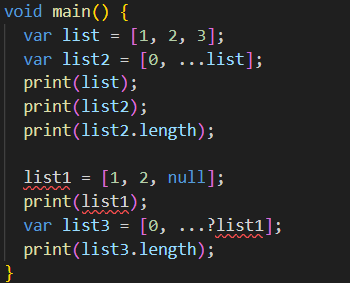 void main() {
  var list = [1, 2, 3];
  var list2 = [0, ...list];
  print(list);
  print(list2);
  print(list2.length);

  list1 = [1, 2, null];
  print(list1);
  var list3 = [0, ...?list1];
  print(list3.length);
}